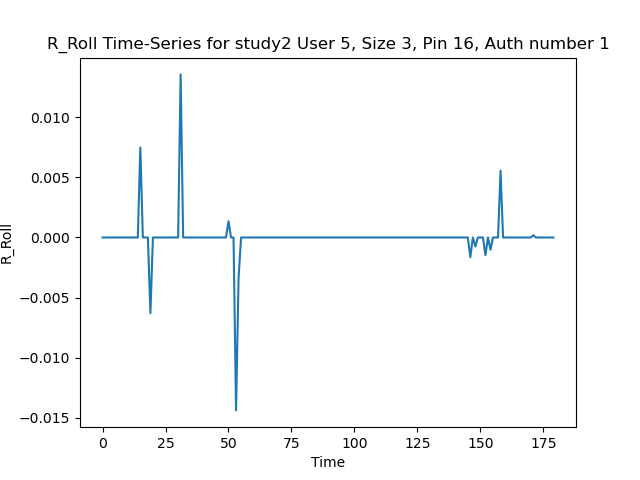 R_Roll Time-Series for study2 User 5, Size 3, Pin 16, Auth number 1
R_Roll
0.010
0.005
0.000
−0.005
−0.010
−0.015
0 25 50 75 100 125 150 175
Time